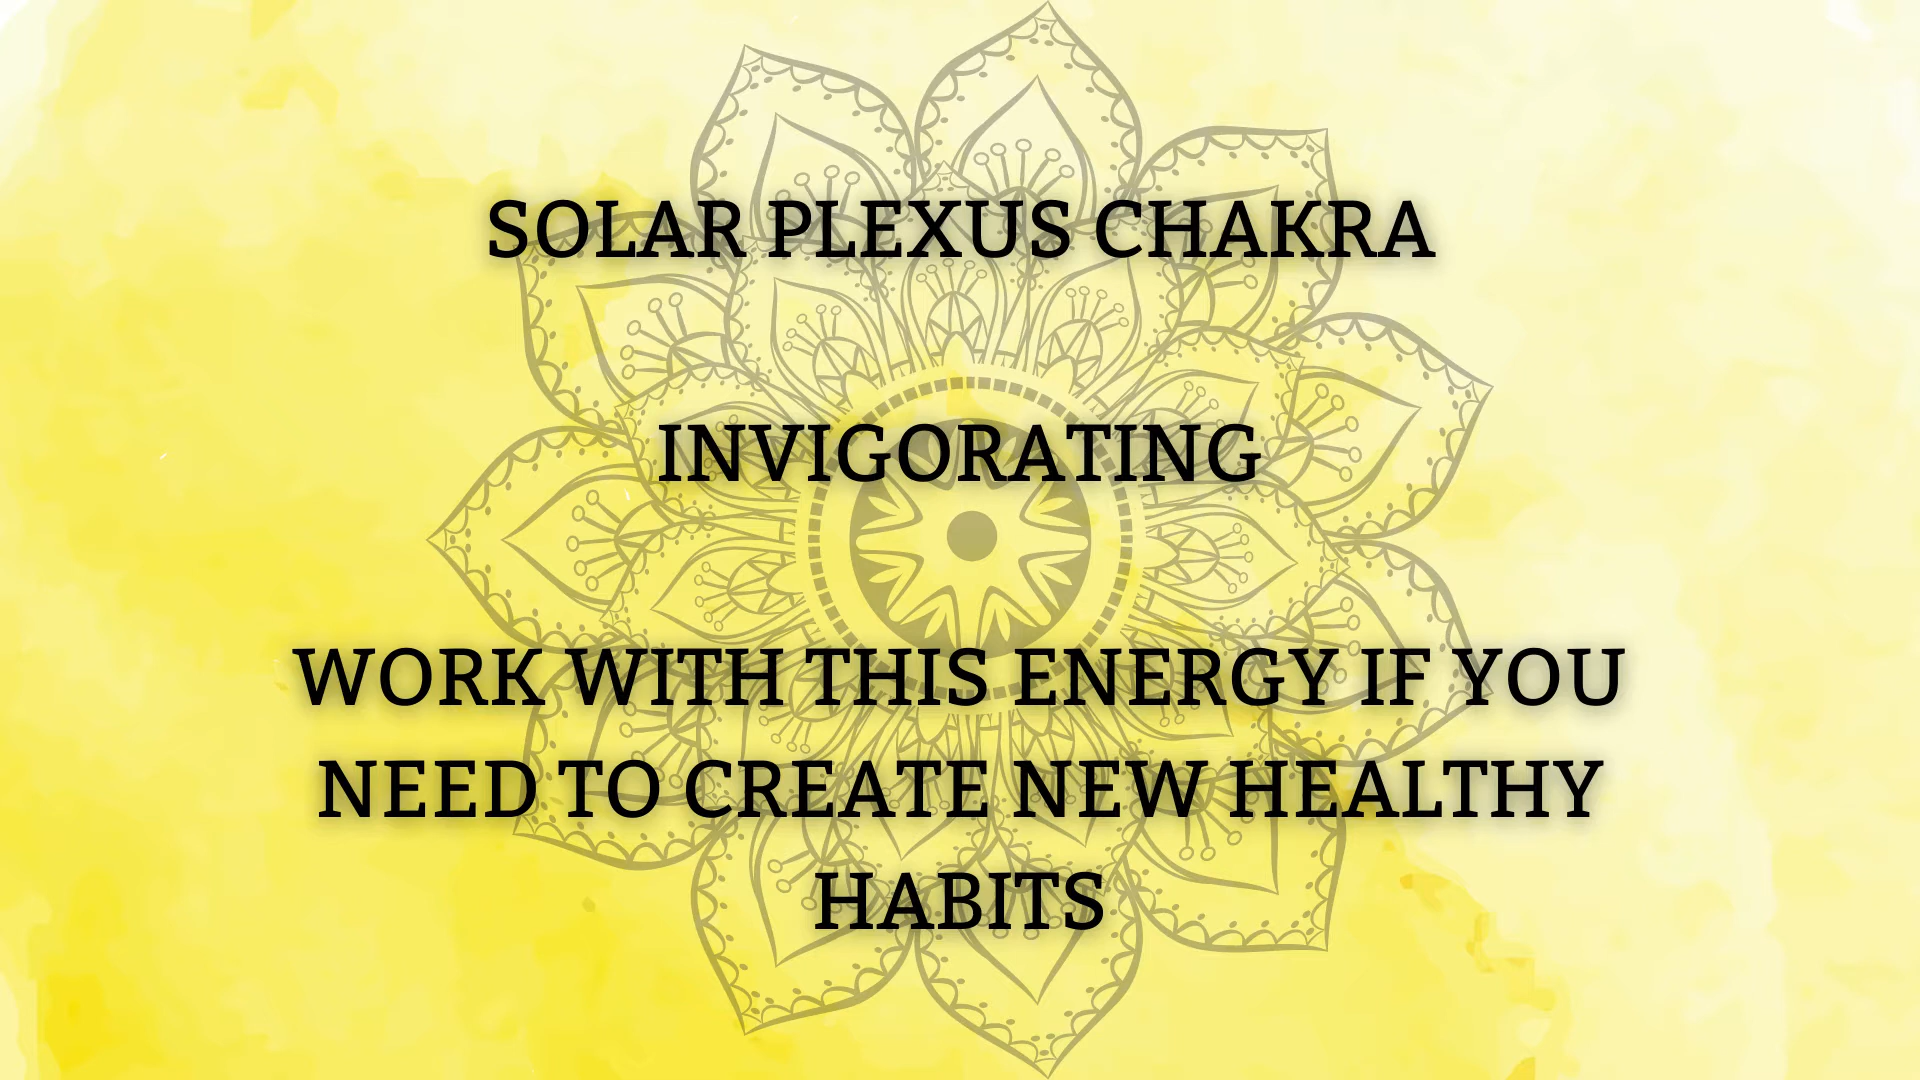 SOLAR PLEXUS CHAKRA
INVIGORATING
WORK WITH THIS ENERGY IF YOU
NEED TO CREATE NEW HEALTHY
HABITS